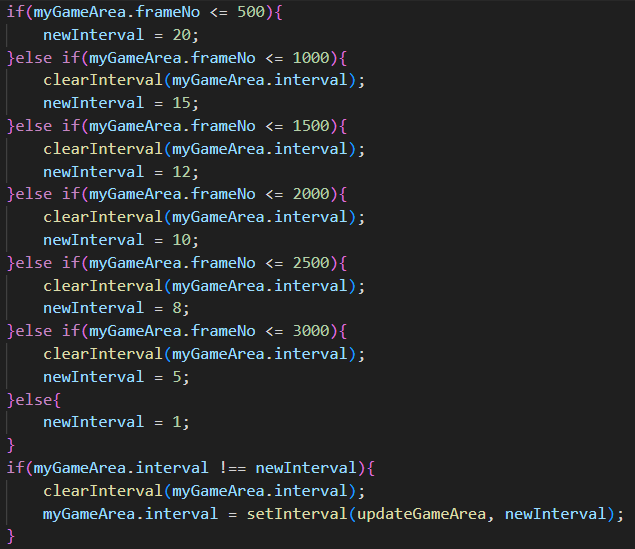 if(myGameArea.frameNo <= 500){
    newInterval = 20;
}else if(myGameArea.frameNo <= 1000){
    clearInterval(myGameArea.interval);
    newInterval = 15;
}else if(myGameArea.frameNo <= 1500){
    clearInterval(myGameArea.interval);
    newInterval = 12;
}else if(myGameArea.frameNo <= 2000){
    clearInterval(myGameArea.interval);
    newInterval = 10;
}else if(myGameArea.frameNo <= 2500){
    clearInterval(myGameArea.interval);
    newInterval = 8;
}else if(myGameArea.frameNo <= 3000){
    clearInterval(myGameArea.interval);
    newInterval = 5;
}else{
    newInterval = 1;
}
if(myGameArea.interval !== newInterval){
    clearInterval(myGameArea.interval);
    myGameArea.interval = setInterval(updateGameArea, newInterval);
}